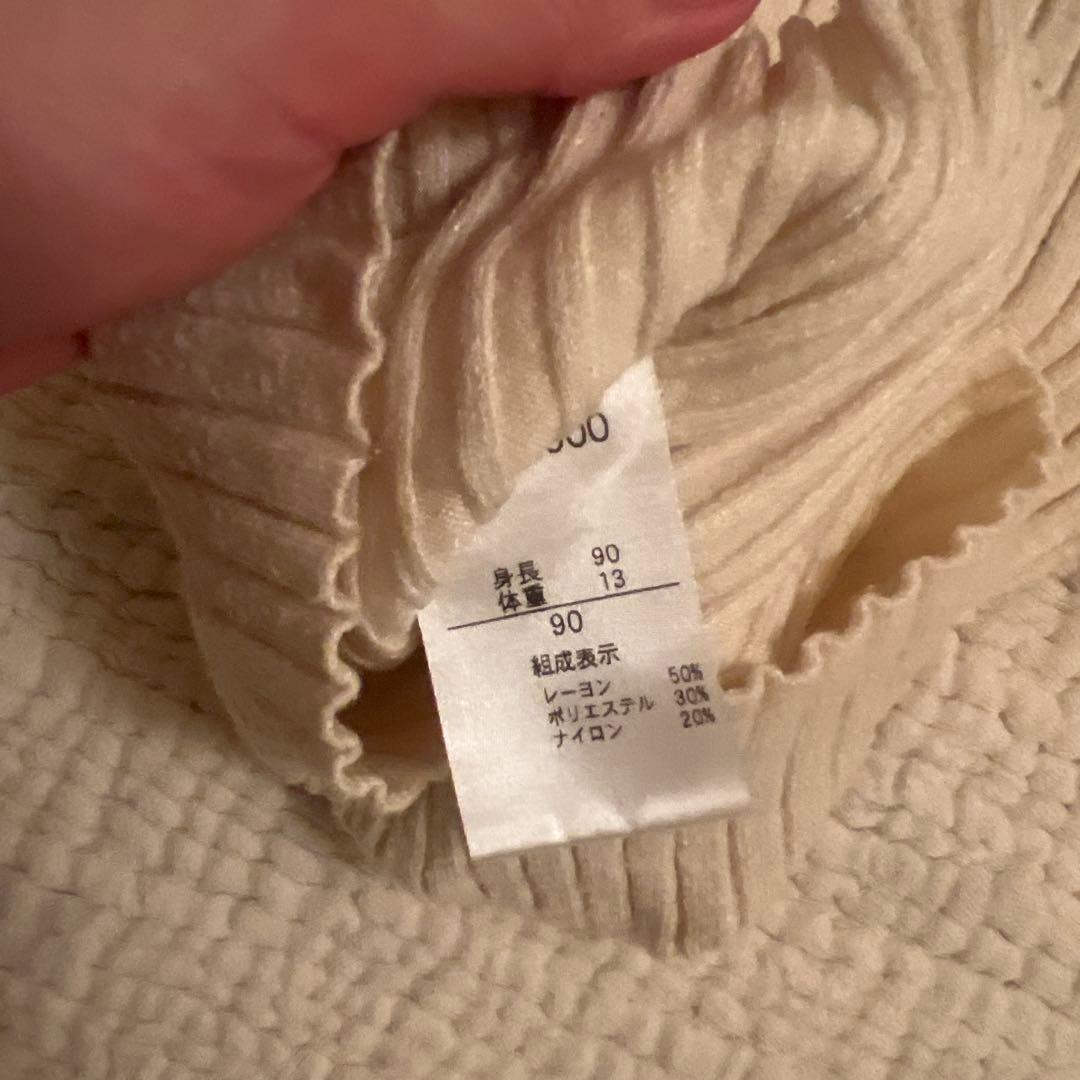 身長 90
体重 13
90
組成表示
レーヨン 50%
ポリエステル 30%
ナイロン 20%